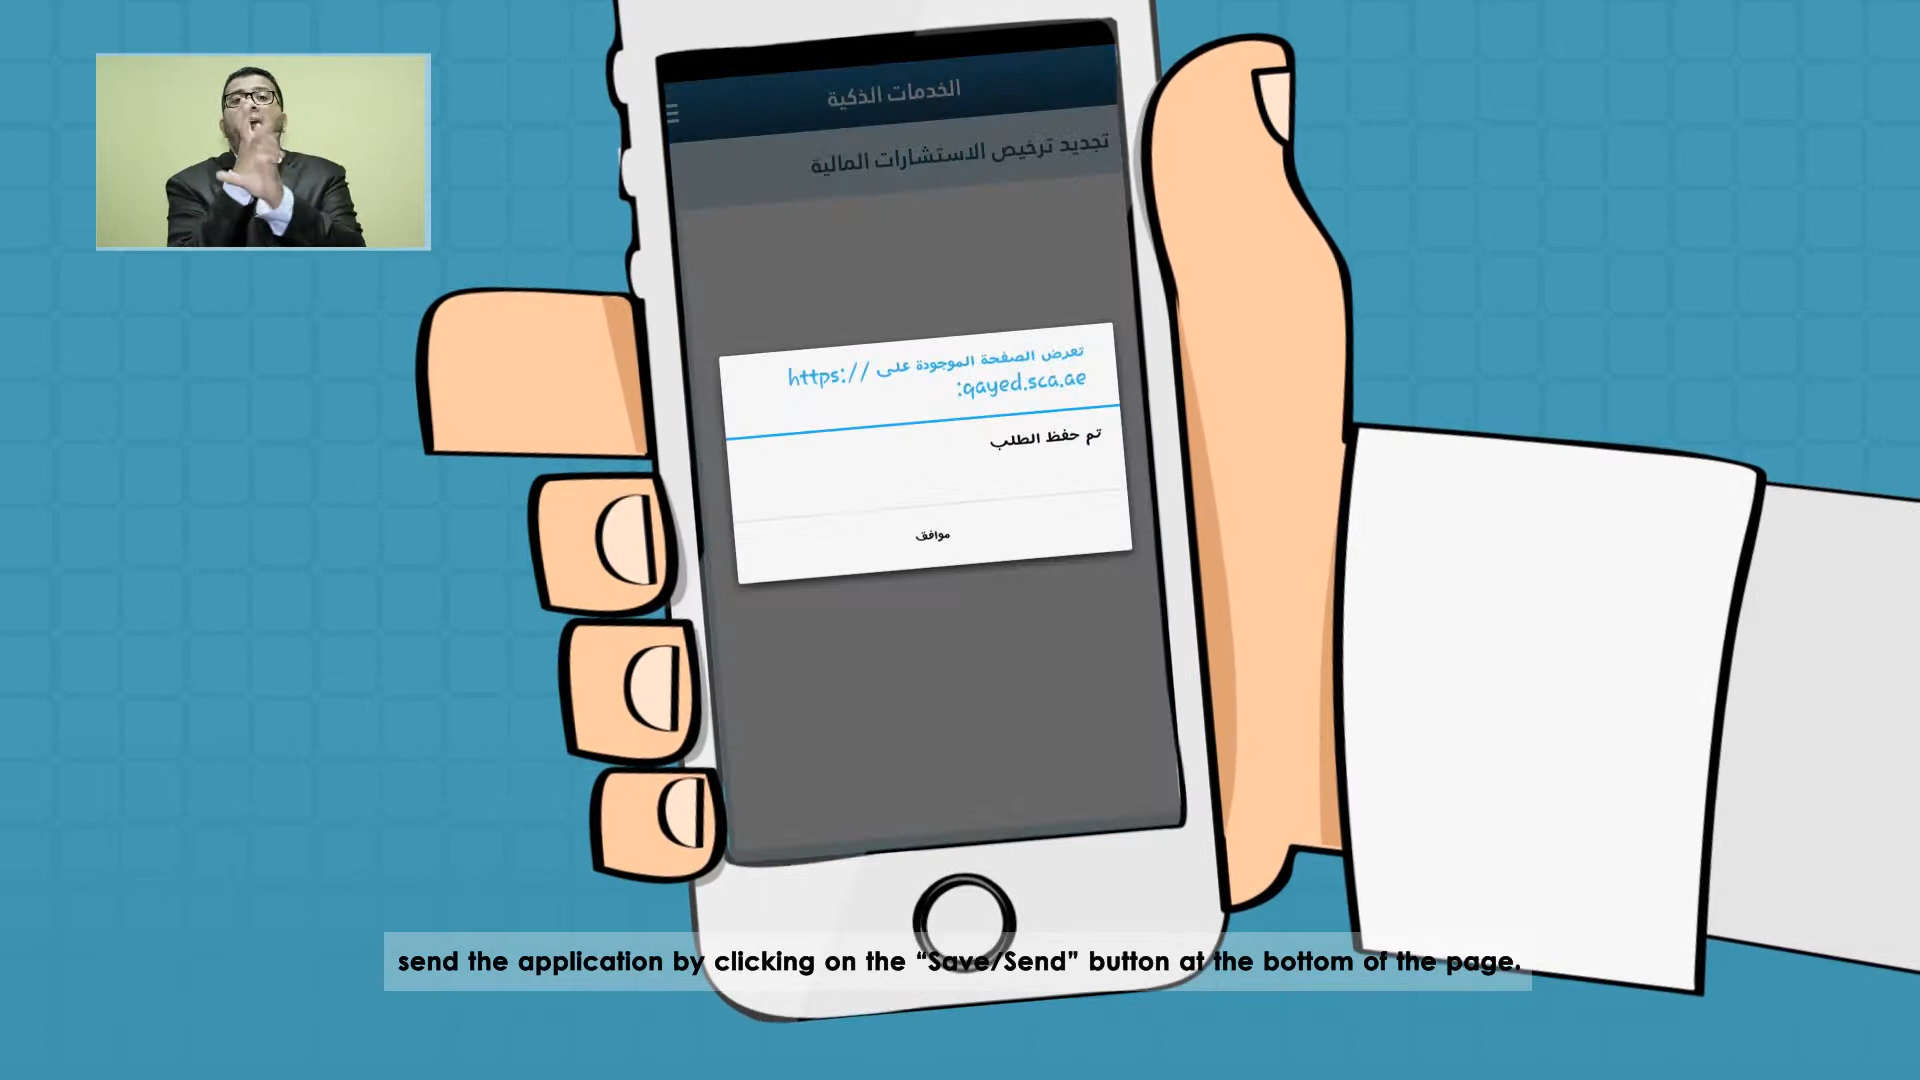 الخدمات الذكية
تجديد ترخيص الاستشارات المالية
تعرض الصفحة الموجودة على https://
qayed.sca.ae:
تم حفظ الطلب
موافق
send the application by clicking on the “Save/Send” button at the bottom of the page.